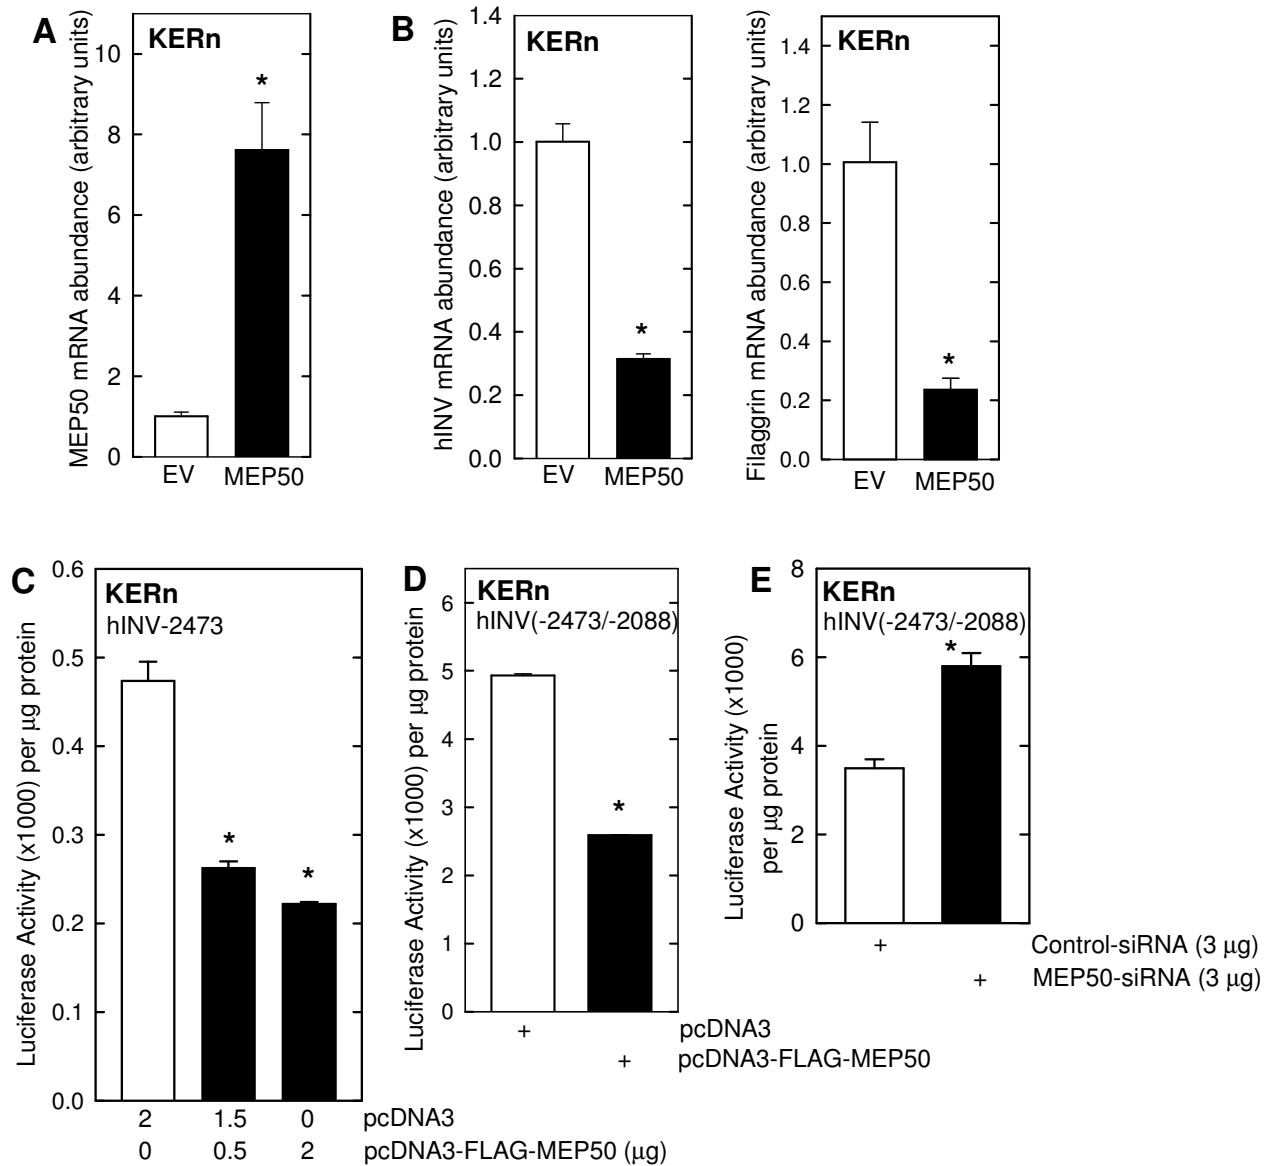 A
KERn
MEP50 mRNA abundance (arbitrary units)
10
8
6
4
2
0
*
EV MEP50
B
KERn
hINV mRNA abundance (arbitrary units)
1.4
1.2
1.0
0.8
0.6
0.4
0.2
0.0
*
EV MEP50
KERn
Filaggrin mRNA abundance (arbitrary units)
1.4
1.2
1.0
0.8
0.6
0.4
0.2
0.0
*
EV MEP50
C
KERn
hINV-2473
Luciferase Activity (x1000) per µg protein
0.6
0.5
0.4
0.3
0.2
0.1
0.0
* *
2 1.5 0 pcDNA3
0 0.5 2 pcDNA3-FLAG-MEP50 (µg)
D
KERn
hINV(-2473/-2088)
Luciferase Activity (x1000) per µg protein
6
5
4
3
2
1
0
*
+ pcDNA3
+ pcDNA3-FLAG-MEP50
E
KERn
hINV(-2473/-2088)
Luciferase Activity (x1000)
per µg protein
8
6
4
2
0
*
+ Control-siRNA (3 µg)
+ MEP50-siRNA (3 µg)